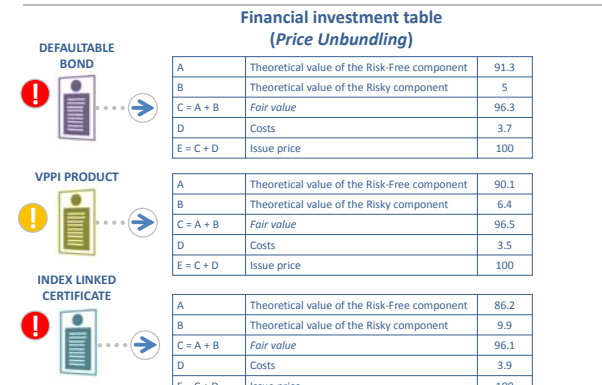 Financial investment table
(Price Unbundling)
DEFAULTABLE
BOND
!
A Theoretical value of the Risk-Free component 91.3
B Theoretical value of the Risky component 5
C = A + B Fair value 96.3
D Costs 3.7
E = C + D Issue price 100
VPPI PRODUCT
!
A Theoretical value of the Risk-Free component 90.1
B Theoretical value of the Risky component 6.4
C = A + B Fair value 96.5
D Costs 3.5
E = C + D Issue price 100
INDEX LINKED
CERTIFICATE
!
A Theoretical value of the Risk-Free component 86.2
B Theoretical value of the Risky component 9.9
C = A + B Fair value 96.1
D Costs 3.9
E = C + D Issue price 100